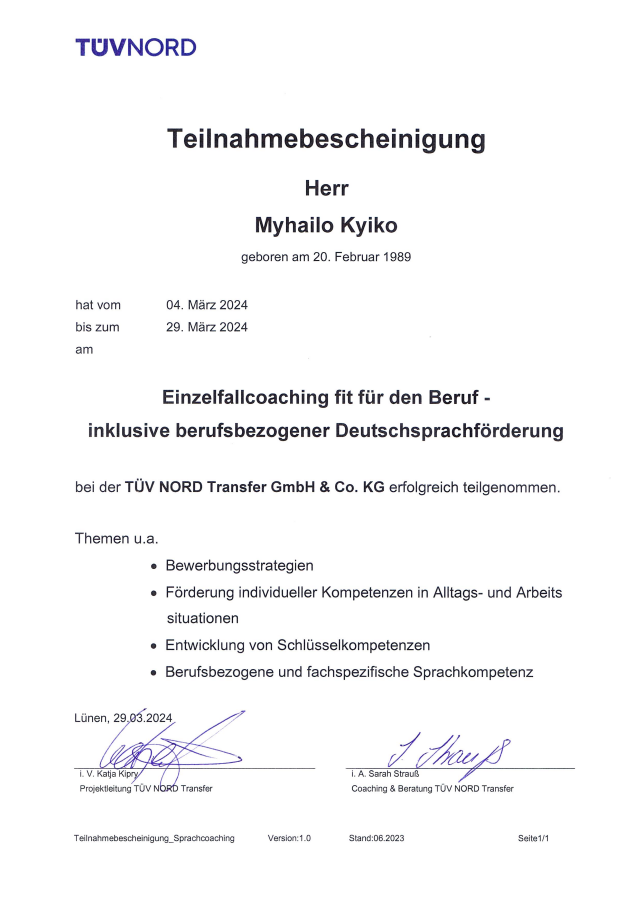 TÜVNORD
Teilnahmebescheinigung
Herr
Myhailo Kyiko
geboren am 20. Februar 1989
hat vom 04. März 2024
bis zum 29. März 2024
am
Einzelfallcoaching fit für den Beruf -
inklusive berufsbezogener Deutschsprachförderung
bei der TÜV NORD Transfer GmbH & Co. KG erfolgreich teilgenommen.
Themen u.a.
• Bewerbungsstrategien
• Förderung individueller Kompetenzen in Alltags- und Arbeits
situationen
• Entwicklung von Schlüsselkompetenzen
• Berufsbezogene und fachspezifische Sprachkompetenz
Lünen, 29.03.2024
S. Strauß
i. V. Katja Kipry i. A. Sarah Strauß
Projektleitung TÜV NORD Transfer Coaching & Beratung TÜV NORD Transfer
Teilnahmebescheinigung_Sprachcoaching Version:1.0 Stand:06.2023 Seite1/1